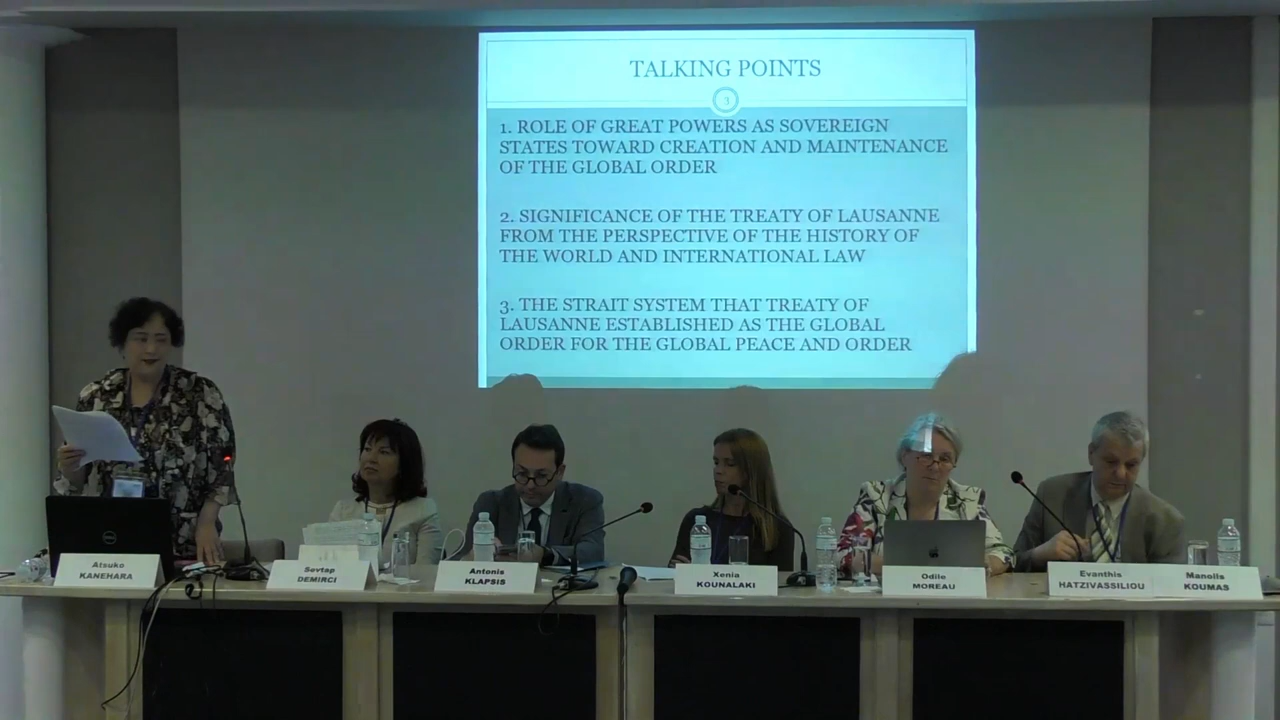 TALKING POINTS
3
1. ROLE OF GREAT POWERS AS SOVEREIGN
STATES TOWARD CREATION AND MAINTENANCE
OF THE GLOBAL ORDER
2. SIGNIFICANCE OF THE TREATY OF LAUSANNE
FROM THE PERSPECTIVE OF THE HISTORY OF
THE WORLD AND INTERNATIONAL LAW
3. THE STRAIT SYSTEM THAT TREATY OF
LAUSANNE ESTABLISHED AS THE GLOBAL
ORDER FOR THE GLOBAL PEACE AND ORDER
DELL
Atsuko
KANEHARA
Sevtap
DEMIRCI
Antonis
KLAPSIS
Xenia
KOUNALAKI
Odile
MOREAU
Evanthis
HATZIVASSILIOU
Manolis
KOUMAS